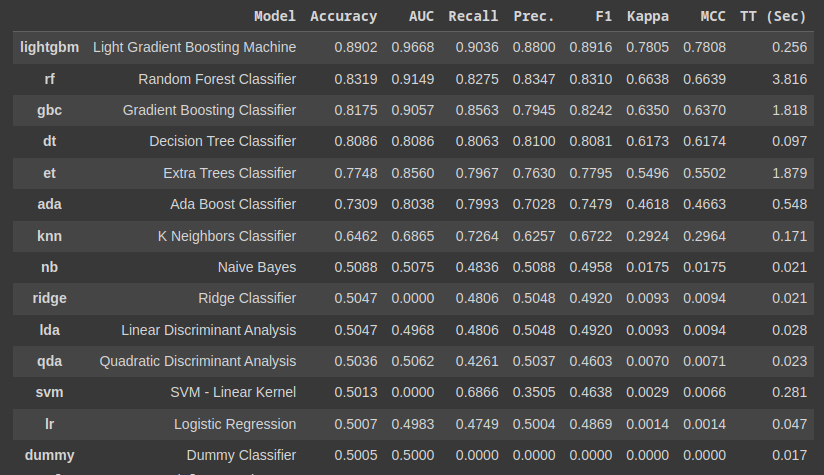 Model Accuracy AUC Recall Prec. F1 Kappa MCC TT (Sec)
lightgbm Light Gradient Boosting Machine 0.8902 0.9668 0.9036 0.8800 0.8916 0.7805 0.7808 0.256
rf Random Forest Classifier 0.8319 0.9149 0.8275 0.8347 0.8310 0.6638 0.6639 3.816
gbc Gradient Boosting Classifier 0.8175 0.9057 0.8563 0.7945 0.8242 0.6350 0.6370 1.818
dt Decision Tree Classifier 0.8086 0.8086 0.8063 0.8100 0.8081 0.6173 0.6174 0.097
et Extra Trees Classifier 0.7748 0.8560 0.7967 0.7630 0.7795 0.5496 0.5502 1.879
ada Ada Boost Classifier 0.7309 0.8038 0.7993 0.7028 0.7479 0.4618 0.4663 0.548
knn K Neighbors Classifier 0.6462 0.6865 0.7264 0.6257 0.6722 0.2924 0.2964 0.171
nb Naive Bayes 0.5088 0.5075 0.4836 0.5088 0.4958 0.0175 0.0175 0.021
ridge Ridge Classifier 0.5047 0.0000 0.4806 0.5048 0.4920 0.0093 0.0094 0.021
lda Linear Discriminant Analysis 0.5047 0.4968 0.4806 0.5048 0.4920 0.0093 0.0094 0.028
qda Quadratic Discriminant Analysis 0.5036 0.5062 0.4261 0.5037 0.4603 0.0070 0.0071 0.023
svm SVM - Linear Kernel 0.5013 0.0000 0.6866 0.3505 0.4638 0.0029 0.0066 0.281
lr Logistic Regression 0.5007 0.4983 0.4749 0.5004 0.4869 0.0014 0.0014 0.047
dummy Dummy Classifier 0.5005 0.5000 0.0000 0.0000 0.0000 0.0000 0.0000 0.017